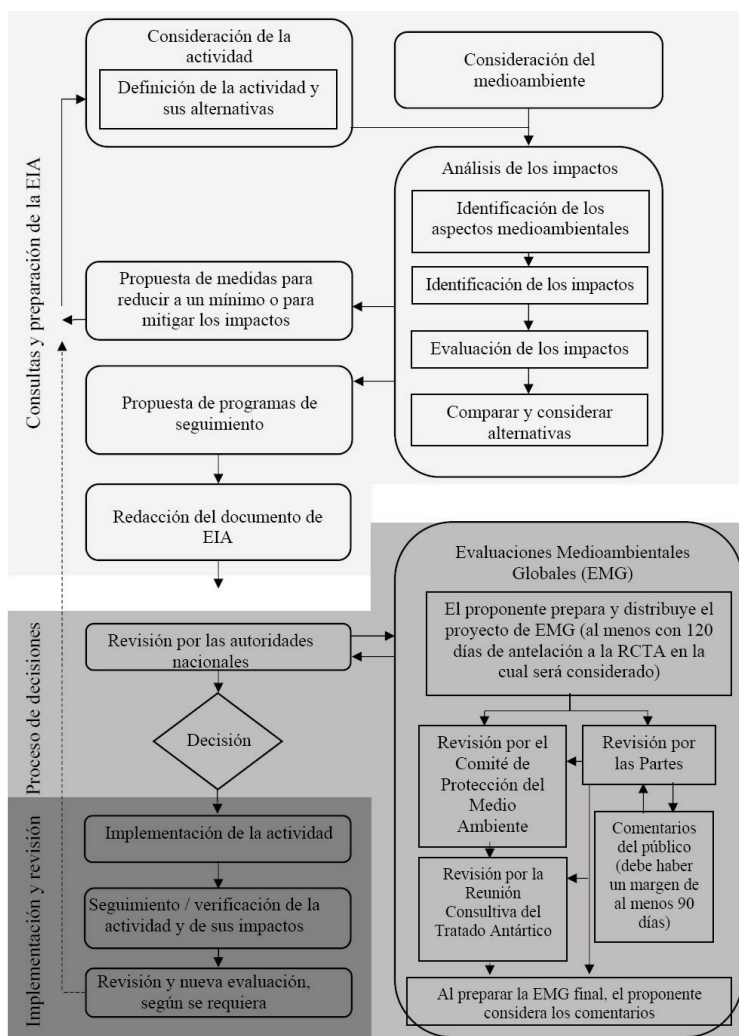 Consideración de la
actividad
Definición de la actividad y
sus alternativas
Consideración del
medioambiente
Análisis de los impactos
Identificación de los
aspectos medioambientales
Identificación de los impactos
Evaluación de los impactos
Comparar y considerar
alternativas
Propuesta de medidas para
reducir a un mínimo o para
mitigar los impactos
Propuesta de programas de
seguimiento
Redacción del documento de
EIA
Consultas y preparación de la EIA
Evaluaciones Medioambientales
Globales (EMG)
El proponente prepara y distribuye el
proyecto de EMG (al menos con 120
días de antelación a la RCTA en la
cual será considerado)
Revisión por el
Comité de
Protección del
Medio
Ambiente
Revisión por
las Partes
Comentarios
del público
(debe haber
un margen de
al menos 90
días)
Revisión por la
Reunión
Consultiva del
Tratado Antártico
Al preparar la EMG final, el proponente
considera los comentarios
Proceso de decisiones
Revisión por las autoridades
nacionales
Decisión
Implementación y revisión
Implementación de la actividad
Seguimiento / verificación de la
actividad y de sus impactos
Revisión y nueva evaluación,
según se requiera